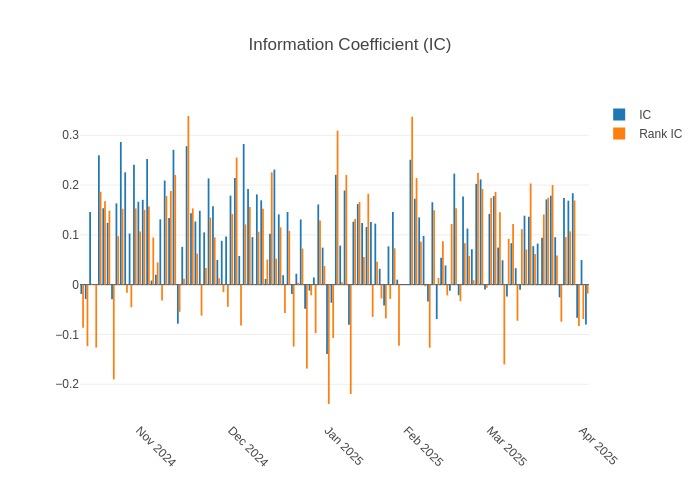 Information Coefficient (IC)
IC
Rank IC
0.3
0.2
0.1
0
−0.1
−0.2
Nov 2024
Dec 2024
Jan 2025
Feb 2025
Mar 2025
Apr 2025